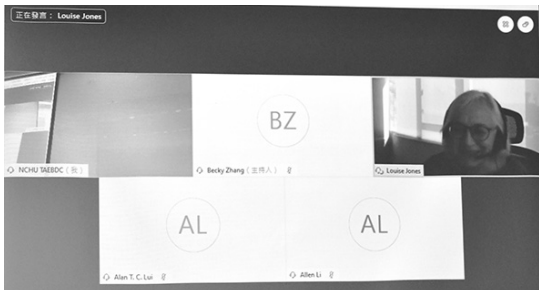 正在發言： Louise Jones
BZ
NCHU TAEBDC（我）
Becky Zhang（主持人）
Louise Jones
AL
AL
Alan T. C. Lui
Allen Li